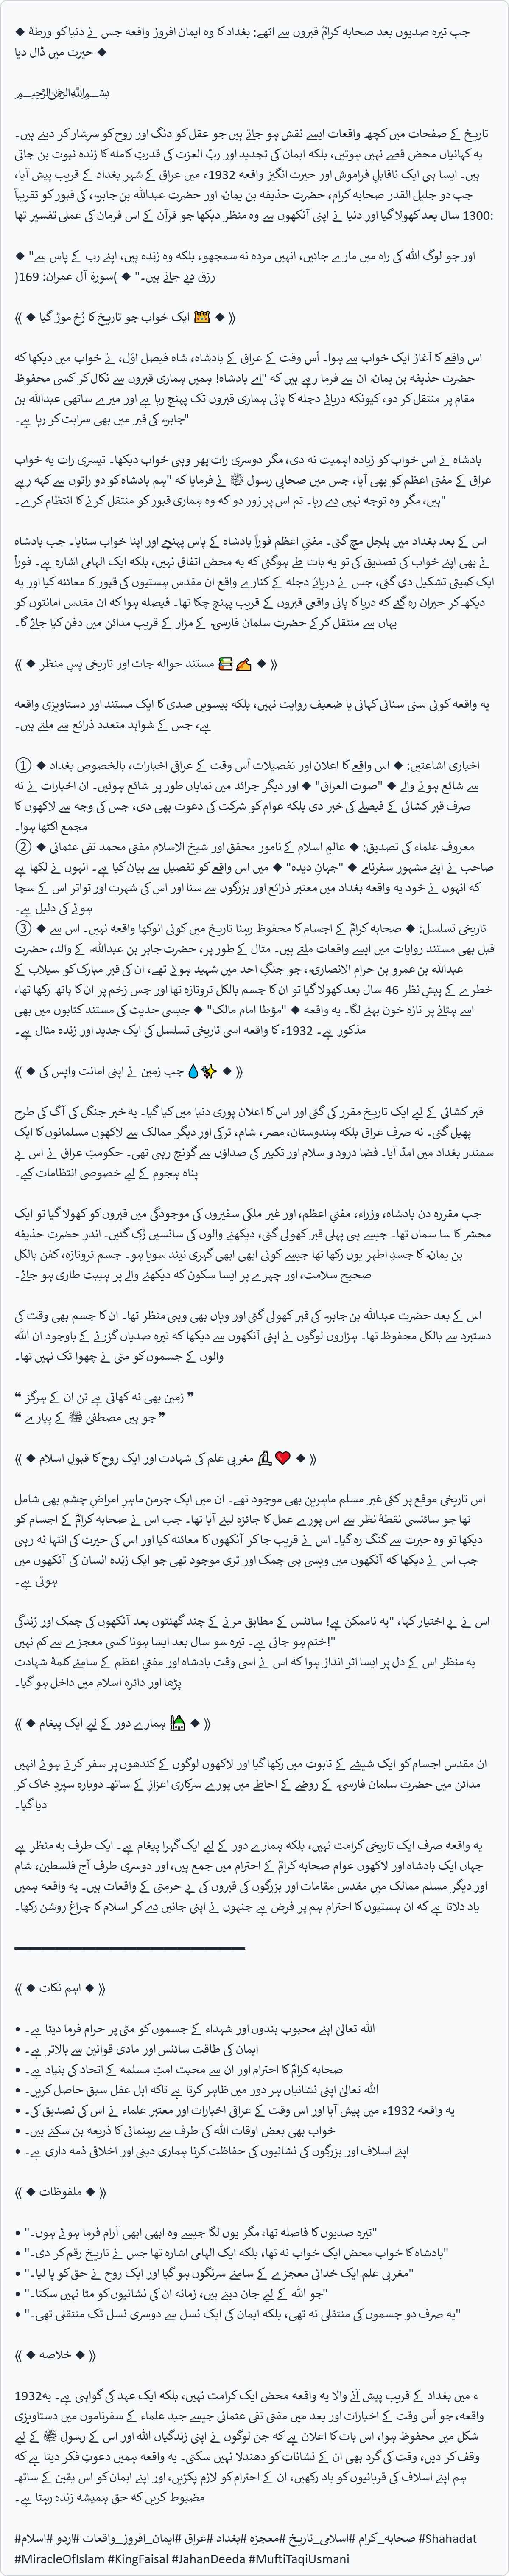 ◆ جب تیرہ صدیوں بعد صحابہ کرامؓ قبروں سے اٹھے: بغداد کا وہ ایمان افروز واقعہ جس نے دنیا کو ورطۂ
حیرت میں ڈال دیا ◆
﷽
تاریخ کے صفحات میں کچھ واقعات ایسے نقش ہو جاتے ہیں جو عقل کو دنگ اور روح کو سرشار کر دیتے ہیں۔
یہ کہانیاں محض قصے نہیں ہوتیں، بلکہ ایمان کی تجدید اور ربّ العزت کی قدرتِ کاملہ کا زندہ ثبوت بن جاتی
ہیں۔ ایسا ہی ایک ناقابلِ فراموش اور حیرت انگیز واقعہ 1932ء میں عراق کے شہر بغداد کے قریب پیش آیا،
جب دو جلیل القدر صحابہ کرام، حضرت حذیفہ بن یمانؓ اور حضرت عبداللہ بن جابرؓ، کی قبور کو تقریباً
1300 سال بعد کھولا گیا اور دنیا نے اپنی آنکھوں سے وہ منظر دیکھا جو قرآن کے اس فرمان کی عملی تفسیر تھا:
◆ "اور جو لوگ اللہ کی راہ میں مارے جائیں، انہیں مردہ نہ سمجھو، بلکہ وہ زندہ ہیں، اپنے رب کے پاس سے
رزق دیے جاتے ہیں۔" ◆ (سورۃ آل عمران: 169)
⟪ ◆ 👑 ایک خواب جو تاریخ کا رُخ موڑ گیا ◆ ⟫
اس واقعے کا آغاز ایک خواب سے ہوا۔ اُس وقت کے عراق کے بادشاہ، شاہ فیصل اوّل، نے خواب میں دیکھا کہ
حضرت حذیفہ بن یمانؓ ان سے فرما رہے ہیں کہ "اے بادشاہ! ہمیں ہماری قبروں سے نکال کر کسی محفوظ
مقام پر منتقل کر دو، کیونکہ دریائے دجلہ کا پانی ہماری قبروں تک پہنچ رہا ہے اور میرے ساتھی عبداللہ بن
جابرؓ کی قبر میں بھی سرایت کر رہا ہے۔"
بادشاہ نے اس خواب کو زیادہ اہمیت نہ دی، مگر دوسری رات پھر وہی خواب دیکھا۔ تیسری رات یہ خواب
عراق کے مفتی اعظم کو بھی آیا، جس میں صحابیِ رسول ﷺ نے فرمایا کہ "ہم بادشاہ کو دو راتوں سے کہہ رہے
ہیں، مگر وہ توجہ نہیں دے رہا۔ تم اس پر زور دو کہ وہ ہماری قبور کو منتقل کرنے کا انتظام کرے۔"
اس کے بعد بغداد میں ہلچل مچ گئی۔ مفتیِ اعظم فوراً بادشاہ کے پاس پہنچے اور اپنا خواب سنایا۔ جب بادشاہ
نے بھی اپنے خواب کی تصدیق کی تو یہ بات طے ہوگئی کہ یہ محض اتفاق نہیں، بلکہ ایک الہامی اشارہ ہے۔ فوراً
ایک کمیٹی تشکیل دی گئی، جس نے دریائے دجلہ کے کنارے واقع ان مقدس ہستیوں کی قبور کا معائنہ کیا اور یہ
دیکھ کر حیران رہ گئے کہ دریا کا پانی واقعی قبروں کے قریب پہنچ چکا تھا۔ فیصلہ ہوا کہ ان مقدس امانتوں کو
یہاں سے منتقل کرکے حضرت سلمان فارسیؓ کے مزار کے قریب مدائن میں دفن کیا جائے گا۔
⟪ ◆ ✍️📚 مستند حوالہ جات اور تاریخی پسِ منظر ◆ ⟫
یہ واقعہ کوئی سنی سنائی کہانی یا ضعیف روایت نہیں، بلکہ بیسویں صدی کا ایک مستند اور دستاویزی واقعہ
ہے، جس کے شواہد متعدد ذرائع سے ملتے ہیں۔
① ◆ اخباری اشاعتیں: ◆ اس واقعے کا اعلان اور تفصیلات اُس وقت کے عراقی اخبارات، بالخصوص بغداد
سے شائع ہونے والے ◆ "صوت العراق" ◆ اور دیگر جرائد میں نمایاں طور پر شائع ہوئیں۔ ان اخبارات نے نہ
صرف قبر کشائی کے فیصلے کی خبر دی بلکہ عوام کو شرکت کی دعوت بھی دی، جس کی وجہ سے لاکھوں کا
مجمع اکٹھا ہوا۔
② ◆ معروف علماء کی تصدیق: ◆ عالمِ اسلام کے نامور محقق اور شیخ الاسلام مفتی محمد تقی عثمانی
صاحب نے اپنے مشہور سفرنامے ◆ "جہانِ دیدہ" ◆ میں اس واقعے کو تفصیل سے بیان کیا ہے۔ انہوں نے لکھا ہے
کہ انہوں نے خود یہ واقعہ بغداد میں معتبر ذرائع اور بزرگوں سے سنا اور اس کی شہرت اور تواتر اس کے سچا
ہونے کی دلیل ہے۔
③ ◆ تاریخی تسلسل: ◆ صحابہ کرامؓ کے اجسام کا محفوظ رہنا تاریخ میں کوئی انوکھا واقعہ نہیں۔ اس سے
قبل بھی مستند روایات میں ایسے واقعات ملتے ہیں۔ مثال کے طور پر، حضرت جابر بن عبداللہؓ کے والد، حضرت
عبداللہ بن عمرو بن حرام الانصاریؓ، جو جنگِ احد میں شہید ہوئے تھے، ان کی قبر مبارک کو سیلاب کے
خطرے کے پیشِ نظر 46 سال بعد کھولا گیا تو ان کا جسم بالکل تروتازہ تھا اور جس زخم پر ان کا ہاتھ رکھا تھا،
اسے ہٹانے پر تازہ خون بہنے لگا۔ یہ واقعہ ◆ "مؤطا امام مالک" ◆ جیسی حدیث کی مستند کتابوں میں بھی
مذکور ہے۔ 1932ء کا واقعہ اسی تاریخی تسلسل کی ایک جدید اور زندہ مثال ہے۔
⟪ ◆ ✨💧 جب زمین نے اپنی امانت واپس کی ◆ ⟫
قبر کشائی کے لیے ایک تاریخ مقرر کی گئی اور اس کا اعلان پوری دنیا میں کیا گیا۔ یہ خبر جنگل کی آگ کی طرح
پھیل گئی۔ نہ صرف عراق بلکہ ہندوستان، مصر، شام، ترکی اور دیگر ممالک سے لاکھوں مسلمانوں کا ایک
سمندر بغداد میں امڈ آیا۔ فضا درود و سلام اور تکبیر کی صداؤں سے گونج رہی تھی۔ حکومتِ عراق نے اس بے
پناہ ہجوم کے لیے خصوصی انتظامات کیے۔
جب مقررہ دن بادشاہ، وزراء، مفتیِ اعظم، اور غیر ملکی سفیروں کی موجودگی میں قبروں کو کھولا گیا تو ایک
محشر کا سا سماں تھا۔ جیسے ہی پہلی قبر کھولی گئی، دیکھنے والوں کی سانسیں رُک گئیں۔ اندر حضرت حذیفہ
بن یمانؓ کا جسدِ اطہر یوں رکھا تھا جیسے کوئی ابھی ابھی گہری نیند سویا ہو۔ جسم تروتازہ، کفن بالکل
صحیح سلامت، اور چہرے پر ایسا سکون کہ دیکھنے والے پر ہیبت طاری ہو جائے۔
اس کے بعد حضرت عبداللہ بن جابرؓ کی قبر کھولی گئی اور وہاں بھی وہی منظر تھا۔ ان کا جسم بھی وقت کی
دستبرد سے بالکل محفوظ تھا۔ ہزاروں لوگوں نے اپنی آنکھوں سے دیکھا کہ تیرہ صدیاں گزرنے کے باوجود ان اللہ
والوں کے جسموں کو مٹی نے چھوا تک نہیں تھا۔
❝ زمین بھی نہ کھاتی ہے تن ان کے ہرگز ❞
❝ جو ہیں مصطفیٰ ﷺ کے پیارے ❞
⟪ ◆ ❤️🔬 مغربی علم کی شہادت اور ایک روح کا قبولِ اسلام ◆ ⟫
اس تاریخی موقع پر کئی غیر مسلم ماہرین بھی موجود تھے۔ ان میں ایک جرمن ماہرِ امراضِ چشم بھی شامل
تھا جو سائنسی نقطۂ نظر سے اس پورے عمل کا جائزہ لینے آیا تھا۔ جب اس نے صحابہ کرامؓ کے اجسام کو
دیکھا تو وہ حیرت سے گنگ رہ گیا۔ اس نے قریب جا کر آنکھوں کا معائنہ کیا اور اس کی حیرت کی انتہا نہ رہی
جب اس نے دیکھا کہ آنکھوں میں ویسی ہی چمک اور تری موجود تھی جو ایک زندہ انسان کی آنکھوں میں
ہوتی ہے۔
اس نے بے اختیار کہا، "یہ ناممکن ہے! سائنس کے مطابق مرنے کے چند گھنٹوں بعد آنکھوں کی چمک اور زندگی
ختم ہو جاتی ہے۔ تیرہ سو سال بعد ایسا ہونا کسی معجزے سے کم نہیں!"
یہ منظر اس کے دل پر ایسا اثر انداز ہوا کہ اس نے اسی وقت بادشاہ اور مفتیِ اعظم کے سامنے کلمۂ شہادت
پڑھا اور دائرہ اسلام میں داخل ہو گیا۔
⟪ ◆ 🕌 ہمارے دور کے لیے ایک پیغام ◆ ⟫
ان مقدس اجسام کو ایک شیشے کے تابوت میں رکھا گیا اور لاکھوں لوگوں کے کندھوں پر سفر کرتے ہوئے انہیں
مدائن میں حضرت سلمان فارسیؓ کے روضے کے احاطے میں پورے سرکاری اعزاز کے ساتھ دوبارہ سپردِ خاک کر
دیا گیا۔
یہ واقعہ صرف ایک تاریخی کرامت نہیں، بلکہ ہمارے دور کے لیے ایک گہرا پیغام ہے۔ ایک طرف یہ منظر ہے
جہاں ایک بادشاہ اور لاکھوں عوام صحابہ کرامؓ کے احترام میں جمع ہیں، اور دوسری طرف آج فلسطین، شام
اور دیگر مسلم ممالک میں مقدس مقامات اور بزرگوں کی قبروں کی بے حرمتی کے واقعات ہیں۔ یہ واقعہ ہمیں
یاد دلاتا ہے کہ ان ہستیوں کا احترام ہم پر فرض ہے جنہوں نے اپنی جانیں دے کر اسلام کا چراغ روشن رکھا۔
⟪ ◆ اہم نکات ◆ ⟫
• اللہ تعالیٰ اپنے محبوب بندوں اور شہداء کے جسموں کو مٹی پر حرام فرما دیتا ہے۔
• ایمان کی طاقت سائنس اور مادی قوانین سے بالاتر ہے۔
• صحابہ کرامؓ کا احترام اور ان سے محبت امتِ مسلمہ کے اتحاد کی بنیاد ہے۔
• اللہ تعالیٰ اپنی نشانیاں ہر دور میں ظاہر کرتا ہے تاکہ اہلِ عقل سبق حاصل کریں۔
• یہ واقعہ 1932ء میں پیش آیا اور اس وقت کے عراقی اخبارات اور معتبر علماء نے اس کی تصدیق کی۔
• خواب بھی بعض اوقات اللہ کی طرف سے رہنمائی کا ذریعہ بن سکتے ہیں۔
• اپنے اسلاف اور بزرگوں کی نشانیوں کی حفاظت کرنا ہماری دینی اور اخلاقی ذمہ داری ہے۔
⟪ ◆ ملفوظات ◆ ⟫
• "تیرہ صدیوں کا فاصلہ تھا، مگر یوں لگا جیسے وہ ابھی ابھی آرام فرما ہوئے ہوں۔"
• "بادشاہ کا خواب محض ایک خواب نہ تھا، بلکہ ایک الہامی اشارہ تھا جس نے تاریخ رقم کر دی۔"
• "مغربی علم ایک خدائی معجزے کے سامنے سرنگوں ہو گیا اور ایک روح نے حق کو پا لیا۔"
• "جو اللہ کے لیے جان دیتے ہیں، زمانہ ان کی نشانیوں کو مٹا نہیں سکتا۔"
• "یہ صرف دو جسموں کی منتقلی نہ تھی، بلکہ ایمان کی ایک نسل سے دوسری نسل تک منتقلی تھی۔"
⟪ ◆ خلاصہ ◆ ⟫
1932ء میں بغداد کے قریب پیش آنے والا یہ واقعہ محض ایک کرامت نہیں، بلکہ ایک عہد کی گواہی ہے۔ یہ
واقعہ، جو اُس وقت کے اخبارات اور بعد میں مفتی تقی عثمانی جیسے جید علماء کے سفرناموں میں دستاویزی
شکل میں محفوظ ہوا، اس بات کا اعلان ہے کہ جن لوگوں نے اپنی زندگیاں اللہ اور اس کے رسول ﷺ کے لیے
وقف کر دیں، وقت کی گرد بھی ان کے نشانات کو دھندلا نہیں سکتی۔ یہ واقعہ ہمیں دعوتِ فکر دیتا ہے کہ
ہم اپنے اسلاف کی قربانیوں کو یاد رکھیں، ان کے احترام کو لازم پکڑیں، اور اپنے ایمان کو اس یقین کے ساتھ
مضبوط کریں کہ حق ہمیشہ زندہ رہتا ہے۔
#صحابہ_کرام #اسلامی_تاریخ #معجزہ #بغداد #عراق #ایمان_افروز_واقعات #اردو #اسلام #Shahadat
#MiracleOfIslam #KingFaisal #JahanDeeda #MuftiTaqiUsmani